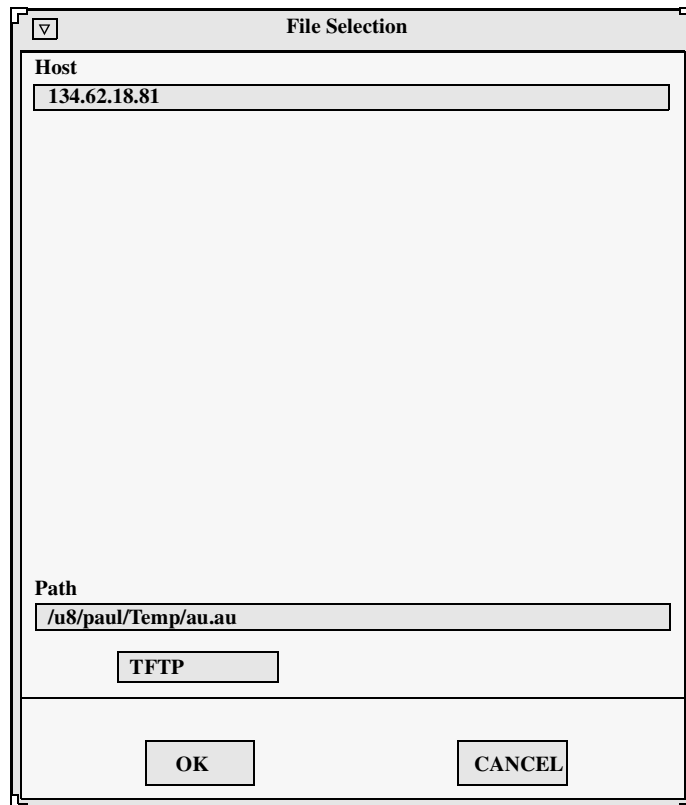 File Selection
Host
134.62.18.81
Path
/u8/paul/Temp/au.au
TFTP
OK
CANCEL